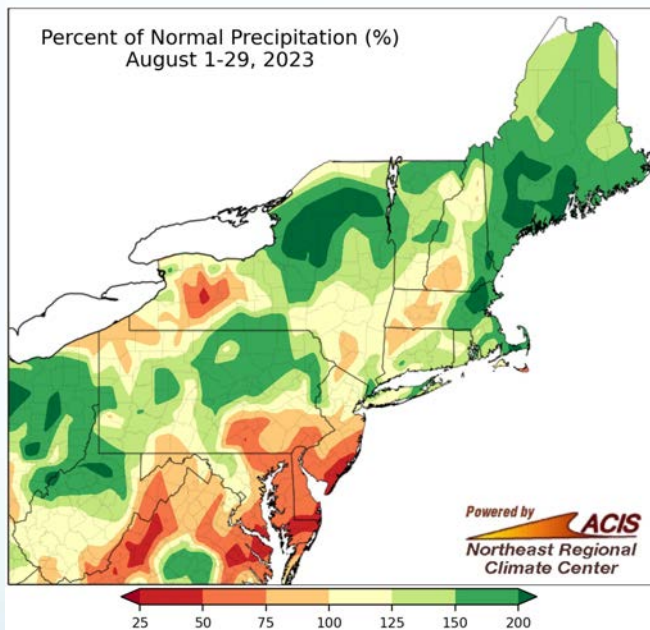 Percent of Normal Precipitation (%)
August 1-29, 2023
Powered by
ACIS
Northeast Regional
Climate Center
25 50 75 100 125 150 200